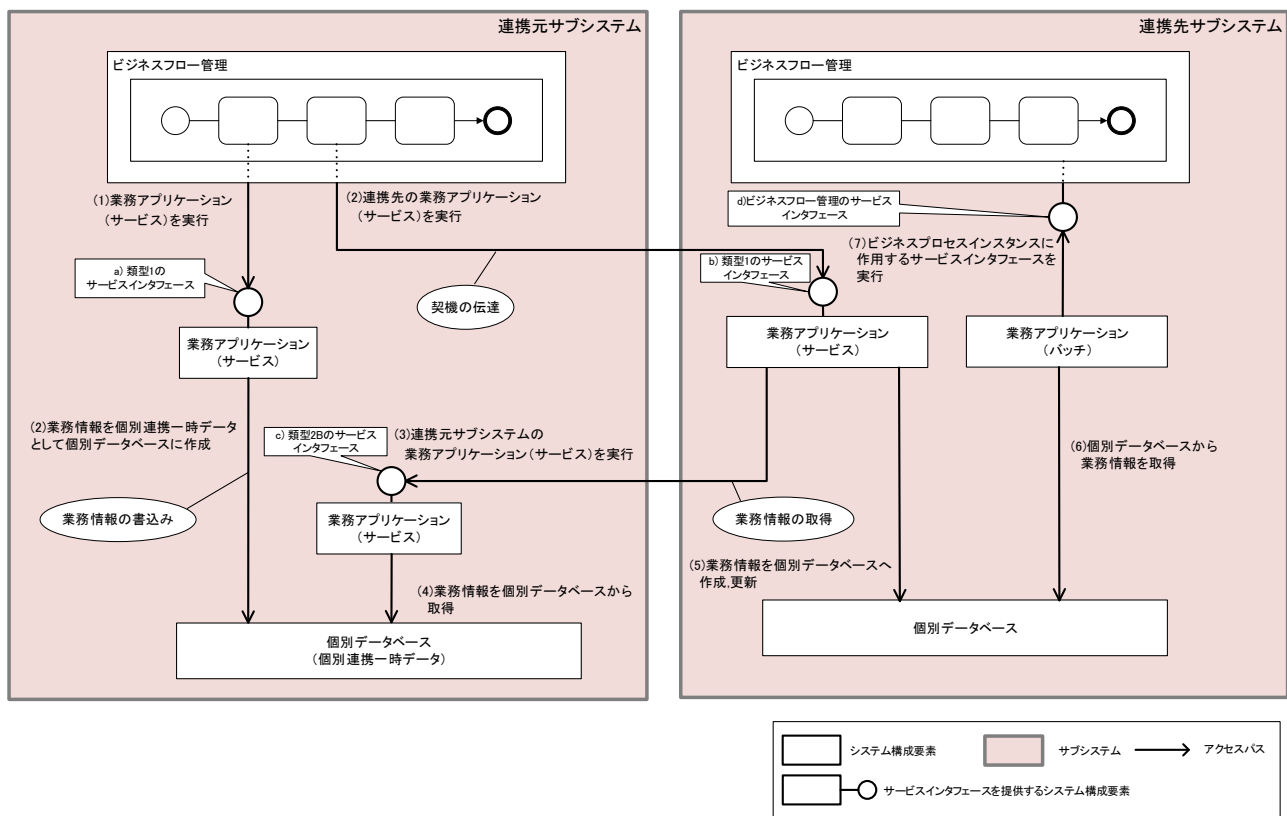 連携元サブシステム
ビジネスフロー管理
(1)業務アプリケーション
(サービス)を実行
(2)連携先の業務アプリケーション
(サービス)を実行
a) 類型1の
サービスインタフェース
契機の伝達
業務アプリケーション
(サービス)
(2)業務情報を個別連携一時データ
として個別データベースに作成
c) 類型2Bのサービス
インタフェース
(3)連携元サブシステムの
業務アプリケーション(サービス)を実行
業務情報の書込み
業務アプリケーション
(サービス)
(4)業務情報を個別データベースから
取得
個別データベース
(個別連携一時データ)
連携先サブシステム
ビジネスフロー管理
d)ビジネスフロー管理のサービス
インタフェース
(7)ビジネスプロセスインスタンスに
作用するサービスインタフェースを
実行
b) 類型1のサービス
インタフェース
業務アプリケーション
(サービス)
業務アプリケーション
(バッチ)
(6)個別データベースから
業務情報を取得
業務情報の取得
(5)業務情報を個別データベースへ
作成,更新
個別データベース
システム構成要素
サブシステム
アクセスパス
サービスインタフェースを提供するシステム構成要素